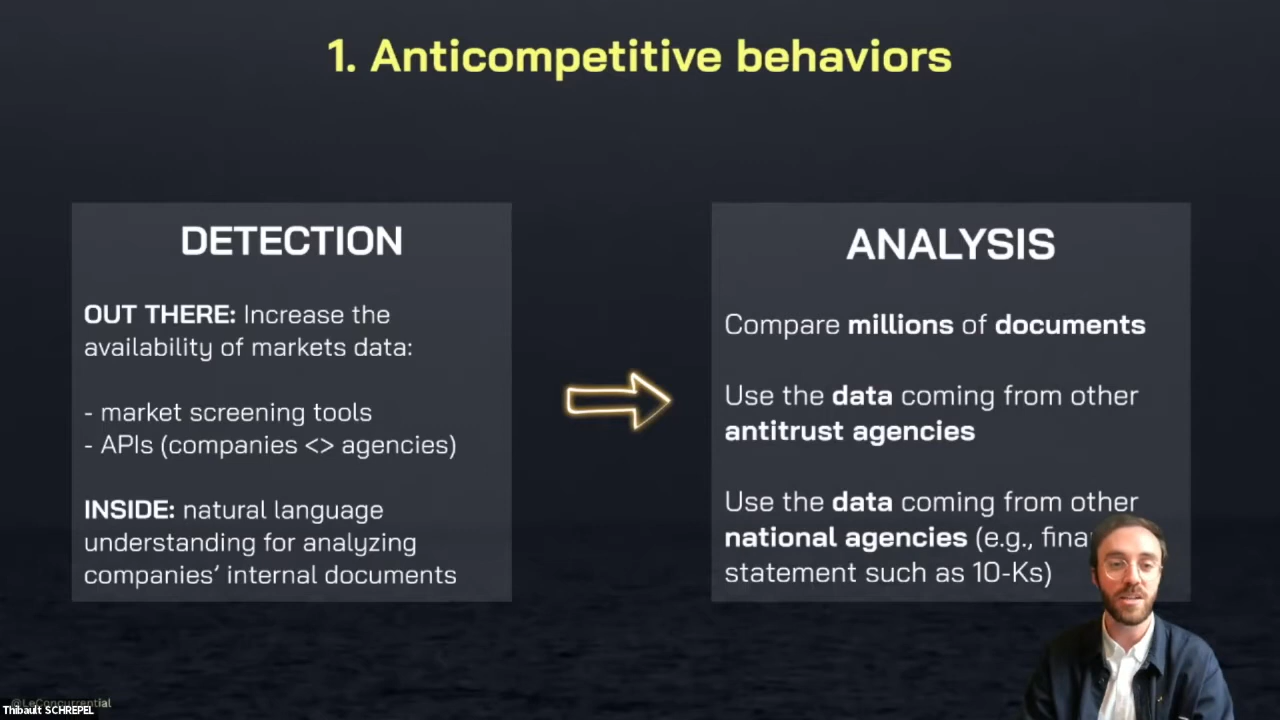 1. Anticompetitive behaviors
DETECTION
OUT THERE: Increase the
availability of markets data:
- market screening tools
- APIs (companies <> agencies)
INSIDE: natural language
understanding for analyzing
companies’ internal documents
ANALYSIS
Compare millions of documents
Use the data coming from other
antitrust agencies
Use the data coming from other
national agencies (e.g.,
statement such as 10-Ks)
@LeConcurrential
Thibault SCHREPEL